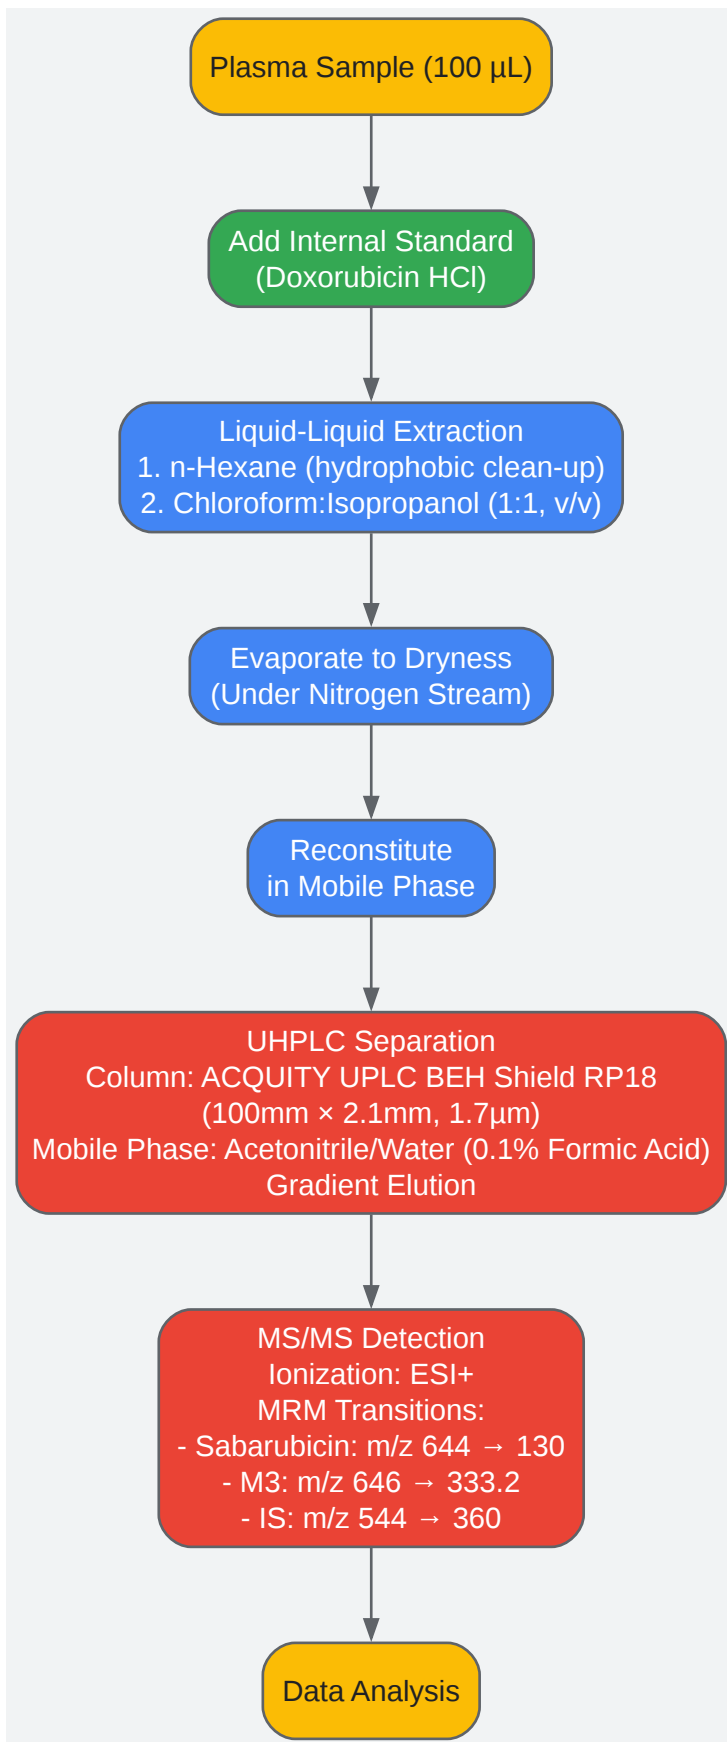 Plasma Sample (100 µL)
Add Internal Standard
(Doxorubicin HCl)
Liquid-Liquid Extraction
1. n-Hexane (hydrophobic clean-up)
2. Chloroform:Isopropanol (1:1, v/v)
Evaporate to Dryness
(Under Nitrogen Stream)
Reconstitute
in Mobile Phase
UHPLC Separation
Column: ACQUITY UPLC BEH Shield RP18
(100mm × 2.1mm, 1.7µm)
Mobile Phase: Acetonitrile/Water (0.1% Formic Acid)
Gradient Elution
MS/MS Detection
Ionization: ESI+
MRM Transitions:
- Sabarubicin: m/z 644 → 130
- M3: m/z 646 → 333.2
- IS: m/z 544 → 360
Data Analysis